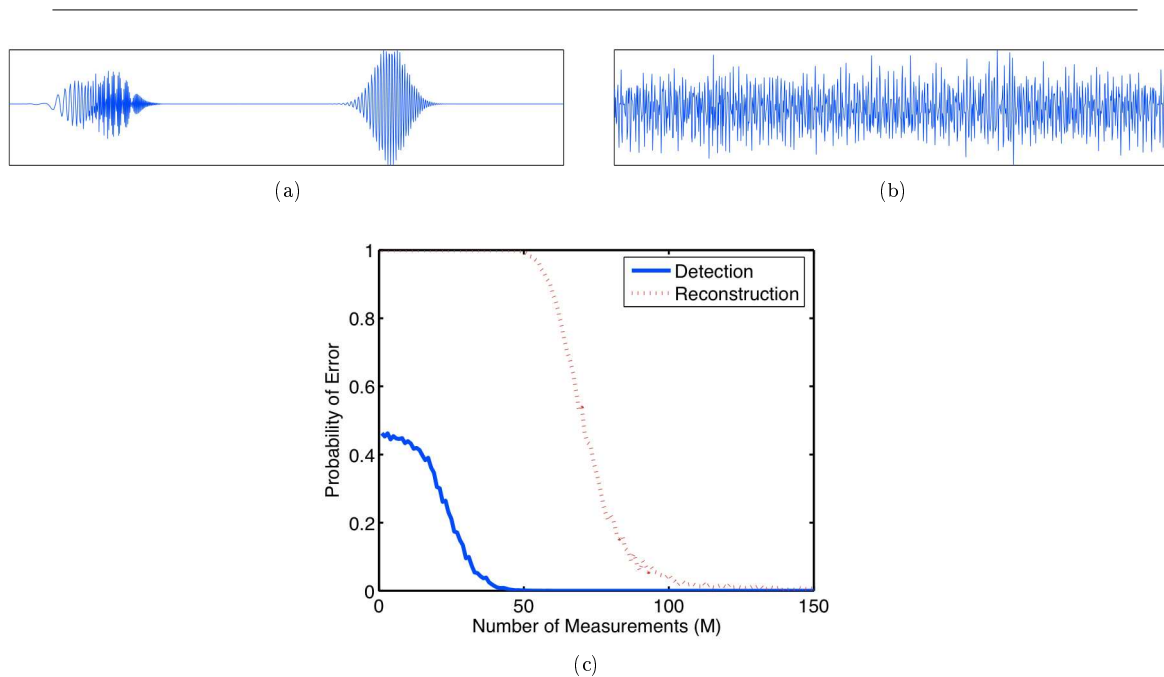 (a)
(b)
1
0.8
0.6
0.4
0.2
0
Probability of Error
Detection
Reconstruction
0
50
100
150
Number of Measurements (M)
(c)